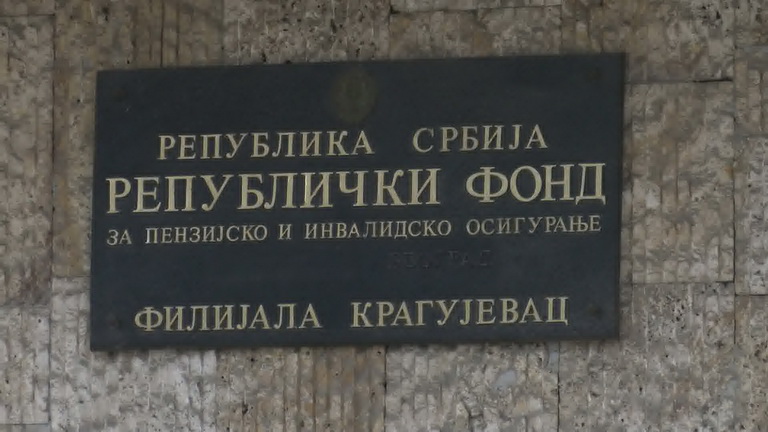 РЕПУБЛИКА СРБИЈА
РЕПУБЛИЧКИ ФОНД
ЗА ПЕНЗИЈСКО И ИНВАЛИДСКО ОСИГУРАЊЕ
ФИЛИЈАЛА КРАГУЈЕВАЦ